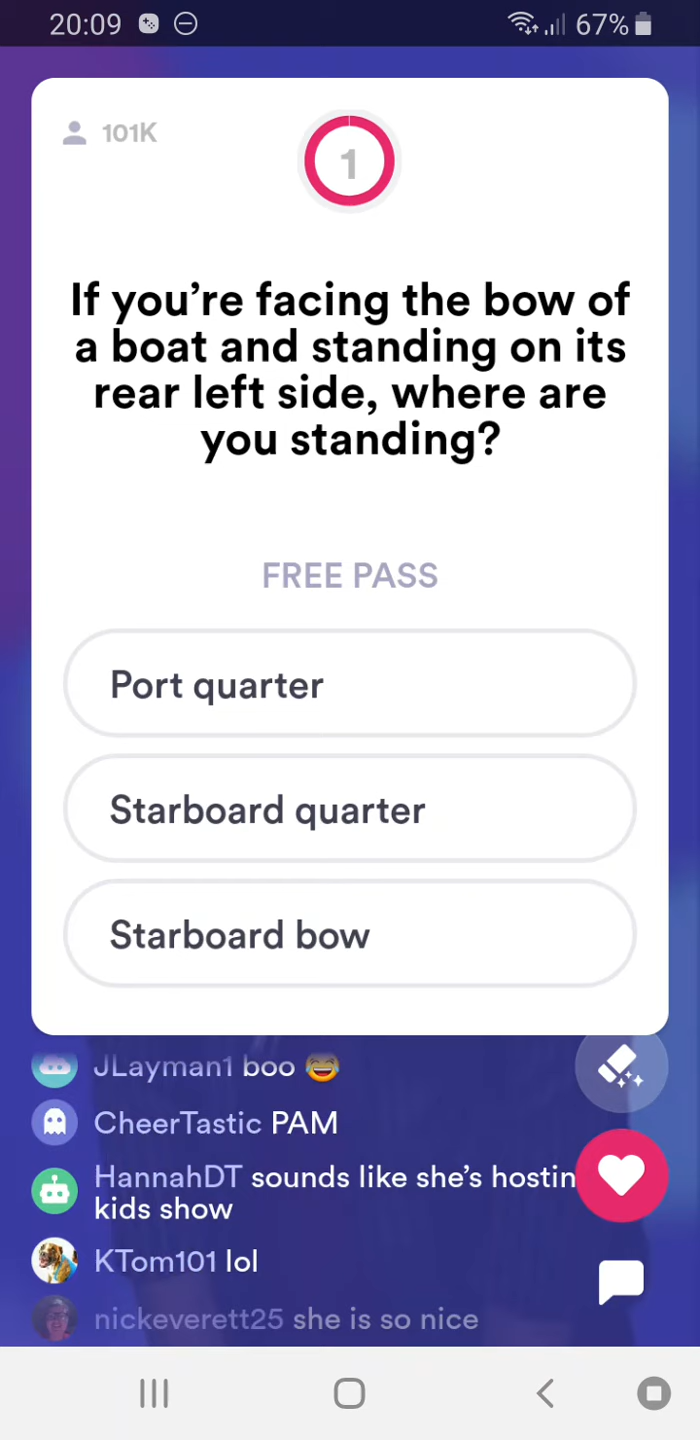 20:09
67%
101K
1
If you're facing the bow of
a boat and standing on its
rear left side, where are
you standing?
FREE PASS
Port quarter
Starboard quarter
Starboard bow
JLayman1 boo 😂
CheerTastic PAM
HannahDT sounds like she's hostin
kids show
KTom101 lol
nickeverett25 she is so nice